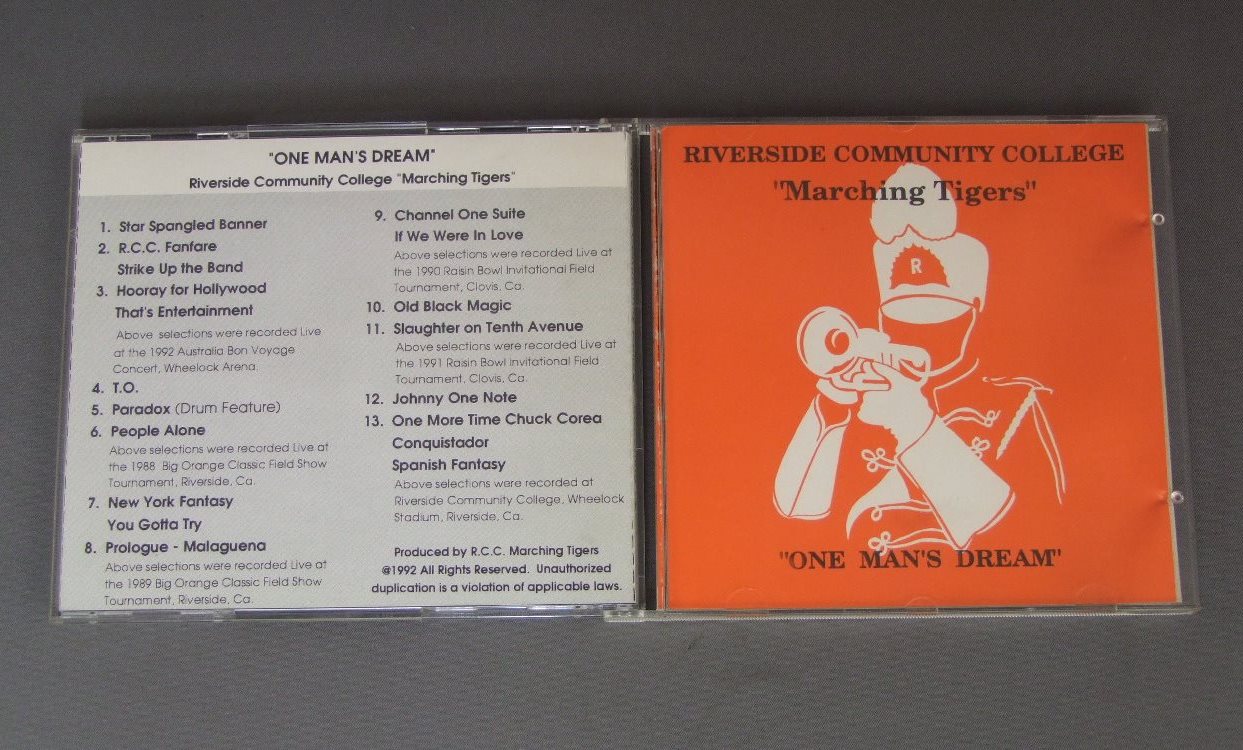 "ONE MAN'S DREAM"
Riverside Community College "Marching Tigers"
1. Star Spangled Banner
2. R.C.C. Fanfare
Strike Up the Band
3. Hooray for Hollywood
That's Entertainment
Above selections were recorded Live
at the 1992 Australia Bon Voyage
Concert, Wheelock Arena.
4. T.O.
5. Paradox (Drum Feature)
6. People Alone
Above selections were recorded Live at
the 1988 Big Orange Classic Field Show
Tournament, Riverside, Ca.
7. New York Fantasy
You Gotta Try
8. Prologue - Malaguena
Above selections were recorded Live at
the 1989 Big Orange Classic Field Show
Tournament, Riverside, Ca.
9. Channel One Suite
If We Were In Love
Above selections were recorded Live at
the 1990 Raisin Bowl Invitational Field
Tournament, Clovis, Ca.
10. Old Black Magic
11. Slaughter on Tenth Avenue
Above selections were recorded Live at
the 1991 Raisin Bowl Invitational Field
Tournament, Clovis, Ca.
12. Johnny One Note
13. One More Time Chuck Corea
Conquistador
Spanish Fantasy
Above selections were recorded at
Riverside Community College, Wheelock
Stadium, Riverside, Ca.
Produced by R.C.C. Marching Tigers
@1992 All Rights Reserved. Unauthorized
duplication is a violation of applicable laws.
RIVERSIDE COMMUNITY COLLEGE
"Marching Tigers"
R
"ONE MAN'S DREAM"